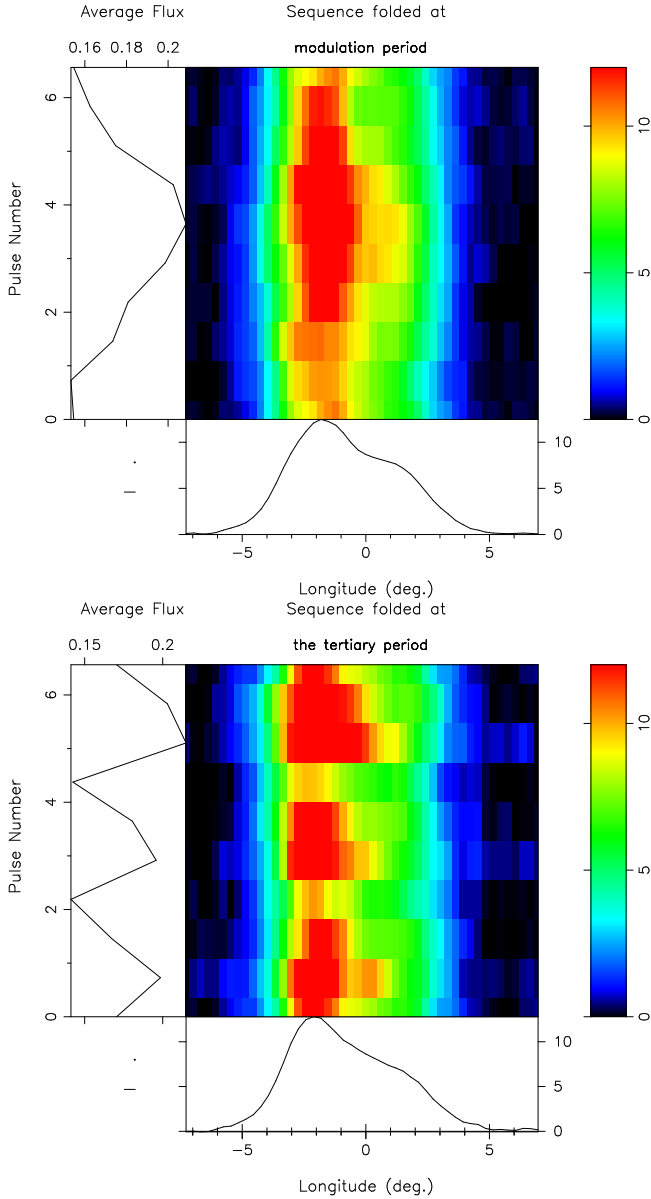 Average Flux Sequence folded at
0.16 0.18 0.2 modulation period
6
4
2
0
Pulse Number
10
5
0
10
5
0
−5 0 5
Longitude (deg.)
Average Flux Sequence folded at
0.15 0.2 the tertiary period
6
4
2
0
Pulse Number
10
5
0
10
5
0
−5 0 5
Longitude (deg.)